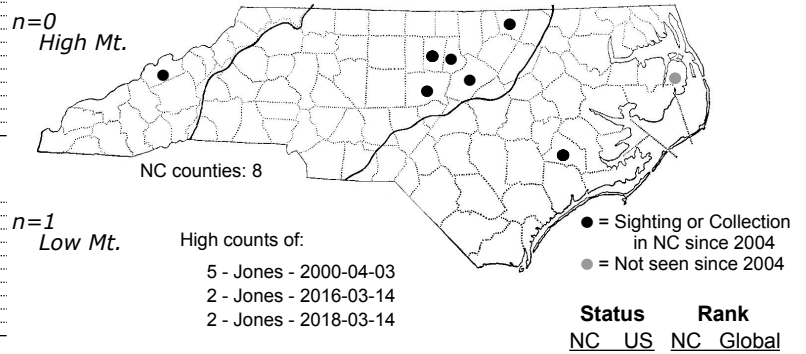 n=0
High Mt.
NC counties: 8
n=1
Low Mt.
High counts of:
5 - Jones - 2000-04-03
2 - Jones - 2016-03-14
2 - Jones - 2018-03-14
● = Sighting or Collection
in NC since 2004
● = Not seen since 2004
Status Rank
NC US NC Global